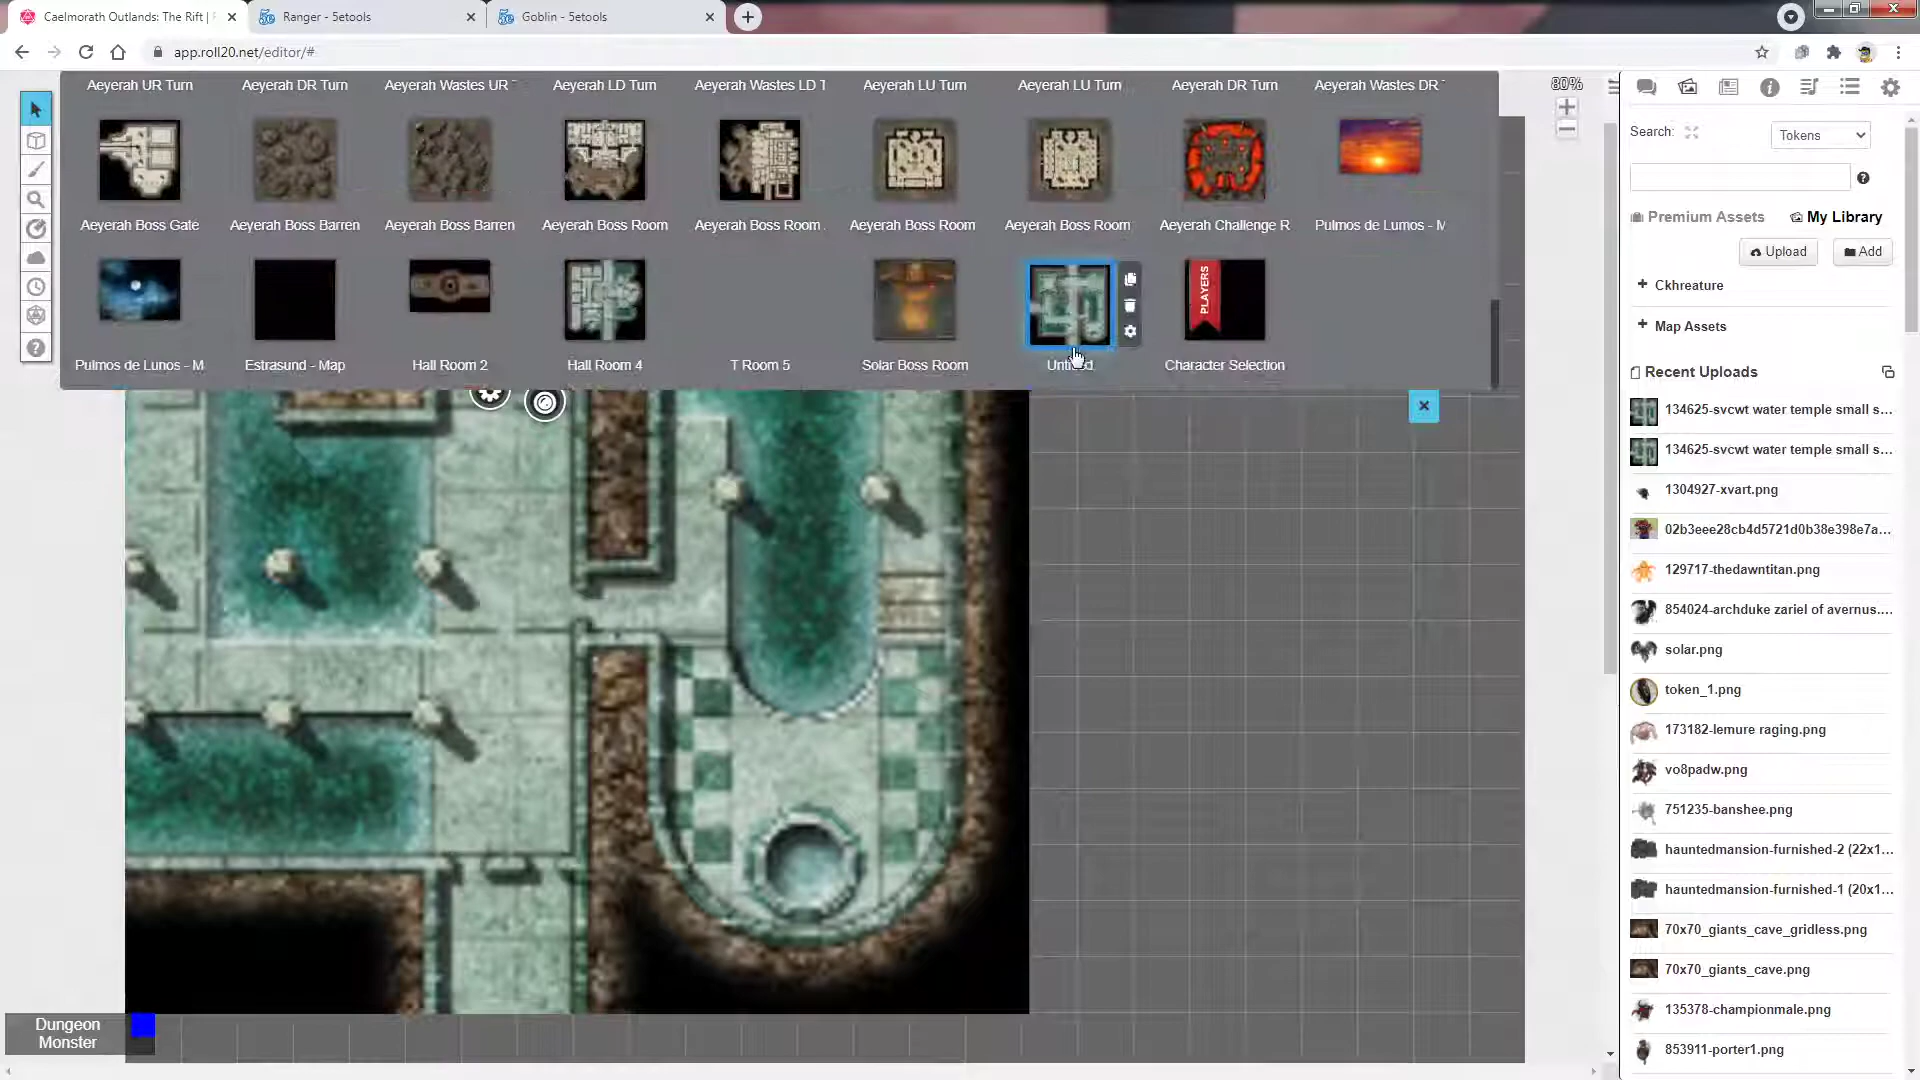 Caelmorath Outlands: The Rift |
Ranger - 5etools
Goblin - 5etools
app.roll20.net/editor/#
Aeyerah UR Turn
Aeyerah DR Turn
Aeyerah Wastes UR
Aeyerah LD Turn
Aeyerah Wastes LD T
Aeyerah LU Turn
Aeyerah LU Turn
Aeyerah DR Turn
Aeyerah Wastes DR
80%
Aeyerah Boss Gate
Aeyerah Boss Barren
Aeyerah Boss Barren
Aeyerah Boss Room
Aeyerah Boss Room
Aeyerah Boss Room
Aeyerah Boss Room
Aeyerah Challenge R
Pulmos de Lumos - M
PLAYERS
Pulmos de Lunos - M
Estrasund - Map
Hall Room 2
Hall Room 4
T Room 5
Solar Boss Room
Untitled
Character Selection
Search:
Tokens
Premium Assets
My Library
Upload
Add
Ckhreature
Map Assets
Recent Uploads
134625-svcwt water temple small s...
134625-svcwt water temple small s...
1304927-xvart.png
02b3eee28cb4d5721d0b38e398e7a...
129717-thedawntitan.png
854024-archduke zariel of avernus....
solar.png
token_1.png
173182-lemure raging.png
vo8padw.png
751235-banshee.png
hauntedmansion-furnished-2 (22x1...
hauntedmansion-furnished-1 (20x1...
70x70_giants_cave_gridless.png
70x70_giants_cave.png
135378-championmale.png
853911-porter1.png
Dungeon
Monster